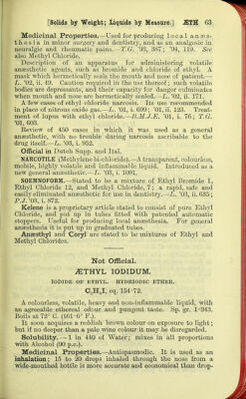 [Solids by Weight; Liquids by Measure.] ÆTH 63
Medicinal Properties.—Used for producing local anæs-
thesia in minor surgery and dentistry, and as an analgesic in
neuralgic and rheumatic pains. T.G. '95, 387; '94, 129. See
also Methyl Chloride.
Description of an apparatus for administering volatile
anæsthetic agents, such as bromide and chloride of ethyl. A
mask which hermetically seals the mouth and nose of patient.—
L. '02, ii. 49. Caution required in the use thereof; such volatile
bodies are depressants, and their capacity for danger culminates
when mouth and nose are hermetically sealed.—L. '02, ii. 171.
A few cases of ethyl chloride narcosis. Its use recommended
in place of nitrous oxide gas.—L. '01, i. 609; '02, ii. 123. Treat-
ment of lupus with ethyl chloride.—B.M.J.E. '01, i. 76; T.G.
'01, 603.
Review of 450 cases in which it was used as a general
anæsthetic, with no trouble during narcosis ascribable to the
drug itself.—L. '03, i. 952.
Official in Dutch Supp. and Ital.
NARCOTILE (Methylene bi-chloride).—A transparent, colourless,
mobile, highly volatile and inflammable liquid. Introduced as a
new general anæsthetic.—L. '03, i. 1091.
SOEMNOFORM.—Stated to be a mixture of Ethyl Bromide 1,
Ethyl Chloride 12, and Methyl Chloride, 7; a rapid, safe and
easily eliminated anæsthetic for use in dentistry.—L. '03, ii. 635;
P.J. '03, i. 873.
Kelene is a proprietary article stated to consist of pure Ethyl
Chloride, and put up in tubes fitted with patented automatic
stoppers. Useful for producing local anæsthesia. For general
anæsthesia it is put up in graduated tubes.
Anæsthyl and Coryl are stated to be mixtures of Ethyl and
Methyl Chlorides.
Not Official.
ÆTHYL IODIDUM.
IODIDE OF ETHYL. HYDRIODIC ETHER.
C₂H₅I, eq. 154·72.
A colourless, volatile, heavy and non-inflammable liquid, with
an agreeable ethereal odour and pungent taste. Sp. gr. 1·943.
Boils at 72° C. (161·6° F.).
It soon acquires a reddish brown colour on exposure to light;
but if no deeper than a pale wine colour it may be disregarded.
Solubility.—1 in 440 of Water; mixes in all proportions
with Alcohol (90 p.c.).
Medicinal Properties.—Antispasmodic. It is used as an
inhalation; 15 to 20 drops inhaled through the nose from a
wide-mouthed bottle is more accurate and economical than drop-